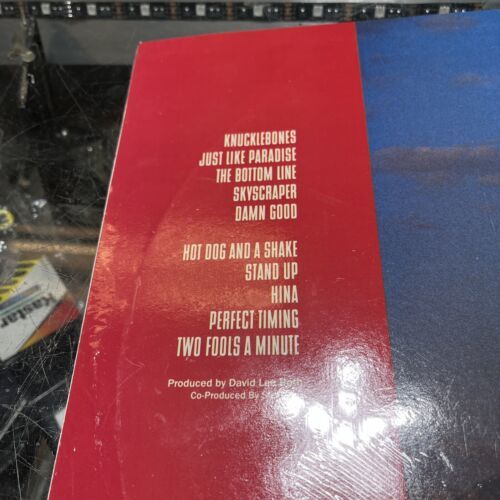 KNUCKLEBONES
JUST LIKE PARADISE
THE BOTTOM LINE
SKYSCRAPER
DAMN GOOD
HOT DOG AND A SHAKE
STAND UP
HINA
PERFECT TIMING
TWO FOOLS A MINUTE
Produced by David Lee
Co-Produced By
Kastar